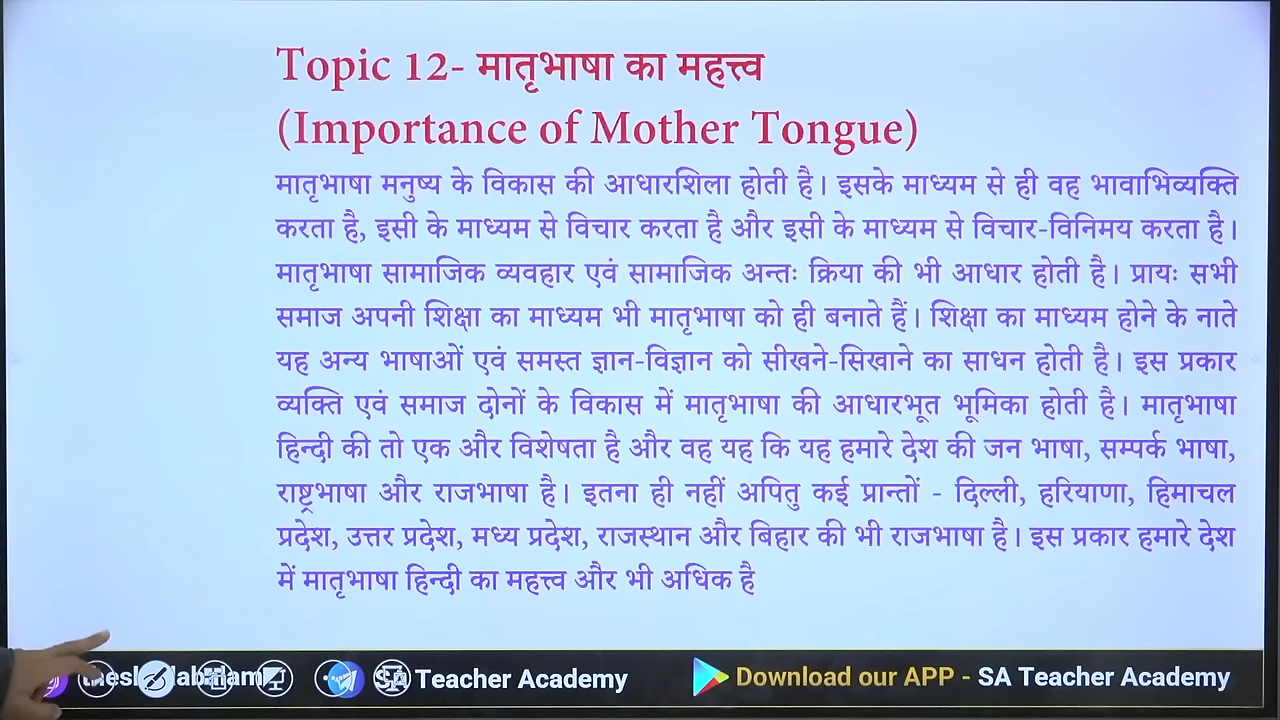 Topic 12- मातृभाषा का महत्त्व
(Importance of Mother Tongue)
मातृभाषा मनुष्य के विकास की आधारशिला होती है। इसके माध्यम से ही वह भावाभिव्यक्ति
करता है, इसी के माध्यम से विचार करता है और इसी के माध्यम से विचार-विनिमय करता है।
मातृभाषा सामाजिक व्यवहार एवं सामाजिक अन्तः क्रिया की भी आधार होती है। प्रायः सभी
समाज अपनी शिक्षा का माध्यम भी मातृभाषा को ही बनाते हैं। शिक्षा का माध्यम होने के नाते
यह अन्य भाषाओं एवं समस्त ज्ञान-विज्ञान को सीखने-सिखाने का साधन होती है। इस प्रकार
व्यक्ति एवं समाज दोनों के विकास में मातृभाषा की आधारभूत भूमिका होती है। मातृभाषा
हिन्दी की तो एक और विशेषता है और वह यह कि यह हमारे देश की जन भाषा, सम्पर्क भाषा,
राष्ट्रभाषा और राजभाषा है। इतना ही नहीं अपितु कई प्रान्तों - दिल्ली, हरियाणा, हिमाचल
प्रदेश, उत्तर प्रदेश, मध्य प्रदेश, राजस्थान और बिहार की भी राजभाषा है। इस प्रकार हमारे देश
में मातृभाषा हिन्दी का महत्त्व और भी अधिक है
SA Teacher Academy
Download our APP - SA Teacher Academy